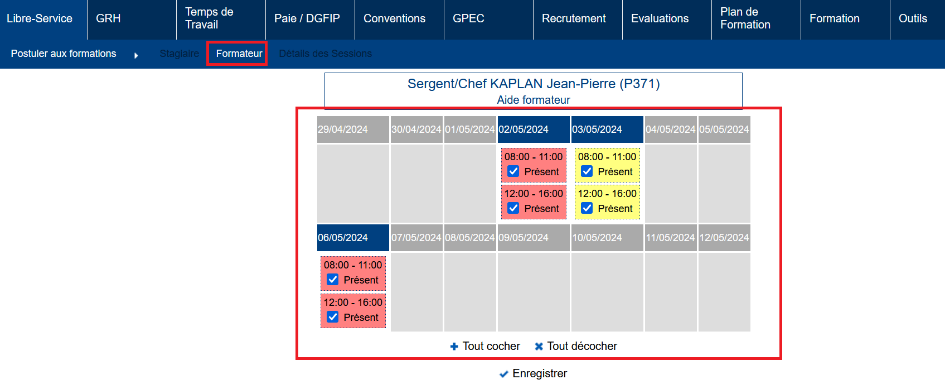 Libre-Service GRH Temps de Travail Paie / DGFIP Conventions GPEC Recrutement Evaluations Plan de Formation Formation Outils
Postuler aux formations Stagiaire Formateur Détails des Sessions
Sergent/Chef KAPLAN Jean-Pierre (P371)
Aide formateur
29/04/2024 30/04/2024 01/05/2024 02/05/2024 03/05/2024 04/05/2024 05/05/2024
08:00 - 11:00 08:00 - 11:00
Présent Présent
12:00 - 16:00 12:00 - 16:00
Présent Présent
06/05/2024 07/05/2024 08/05/2024 09/05/2024 10/05/2024 11/05/2024 12/05/2024
08:00 - 11:00
Présent
12:00 - 16:00
Présent
Tout cocher Tout décocher
Enregistrer